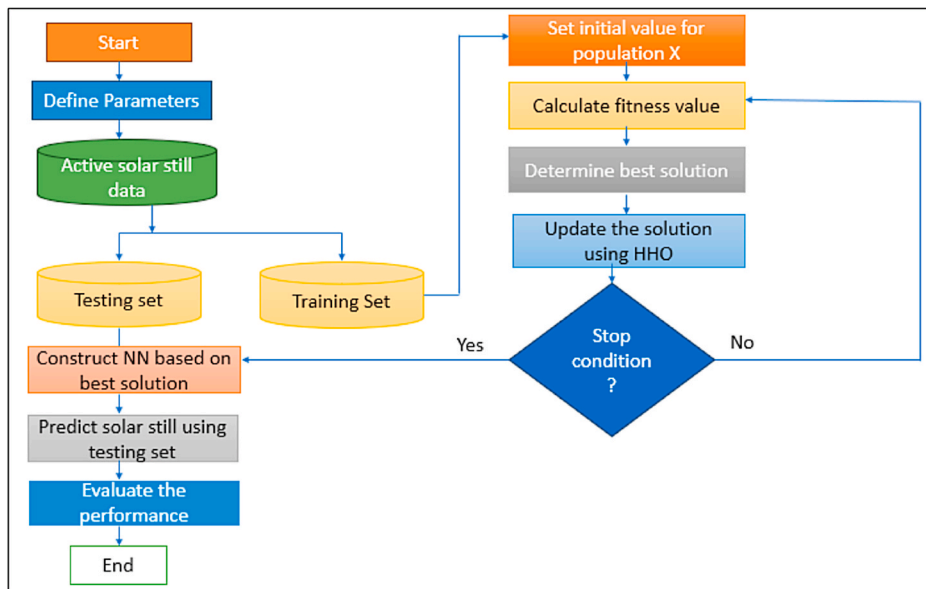 Start
Define Parameters
Active solar still
data
Testing set
Training Set
Construct NN based on
best solution
Predict solar still using
testing set
Evaluate the
performance
End
Set initial value for
population X
Calculate fitness value
Determine best solution
Update the solution
using HHO
Stop
condition
?
Yes
No